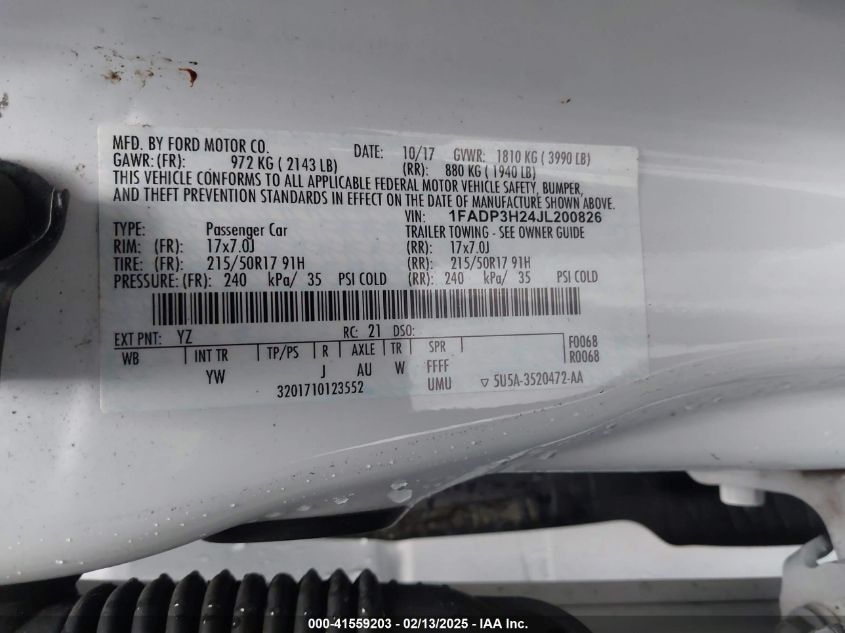 MFD. BY FORD MOTOR CO. DATE: 10/17 GVWR: 1810 KG ( 3990 LB)
GAWR: (FR): 972 KG ( 2143 LB) (RR): 880 KG ( 1940 LB)
THIS VEHICLE CONFORMS TO ALL APPLICABLE FEDERAL MOTOR VEHICLE SAFETY, BUMPER,
AND THEFT PREVENTION STANDARDS IN EFFECT ON THE DATE OF MANUFACTURE SHOWN ABOVE.
VIN: 1FADP3H24JL200826
TYPE: Passenger Car TRAILER TOWING - SEE OWNER GUIDE
RIM: (FR): 17x7.0J (RR): 17x7.0J
TIRE: (FR): 215/50R17 91H (RR): 215/50R17 91H
PRESSURE: (FR): 240 kPa/ 35 PSI COLD (RR): 240 kPa/ 35 PSI COLD
EXT PNT: YZ RC: 21 DSO: F0068
WB INT TR TP/PS R AXLE TR SPR R0068
YW J AU W FFFF
3201710123552 UMU ▽ 5U5A-3520472-AA
000-41559203 - 02/13/2025 - IAA Inc.